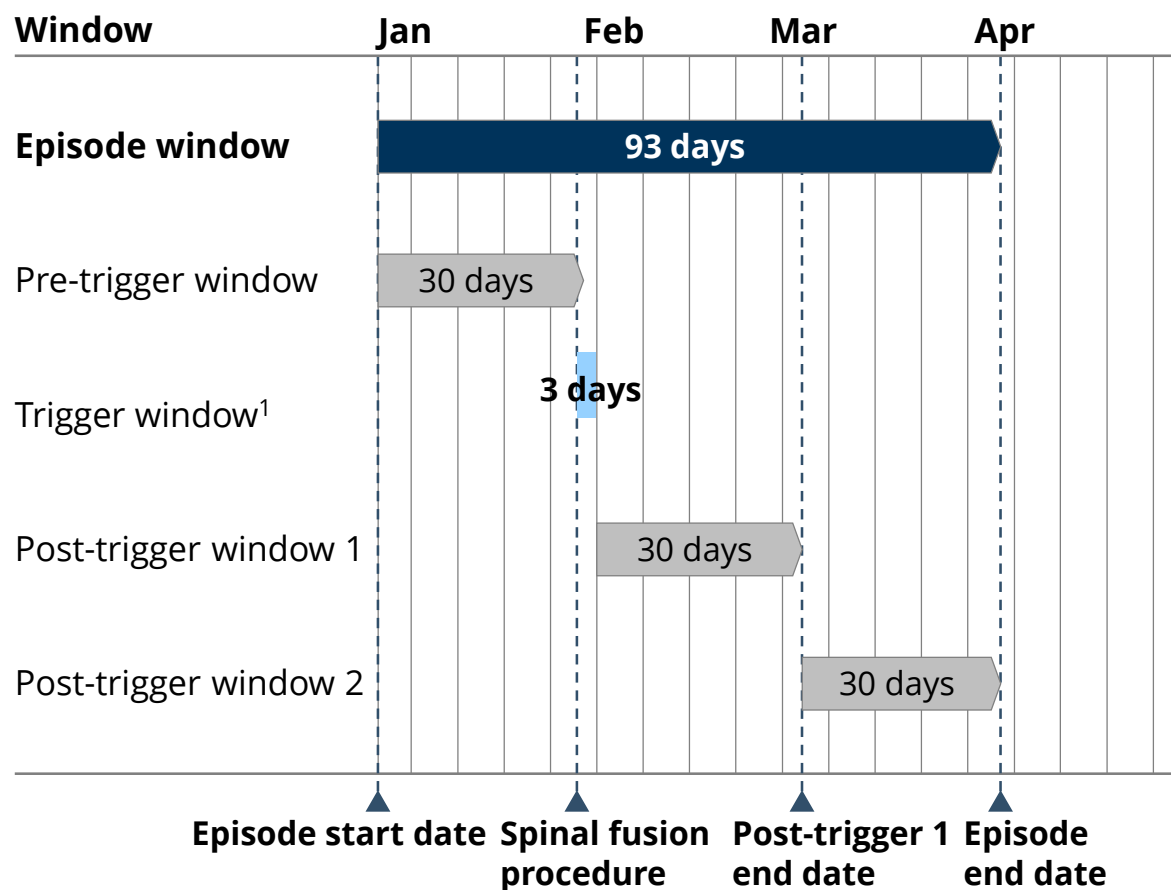 Window Jan Feb Mar Apr
Episode window 93 days
Pre-trigger window 30 days
3 days
Trigger window1
Post-trigger window 1 30 days
Post-trigger window 2 30 days
Episode start date Spinal fusion Post-trigger 1 Episode
procedure end date end date